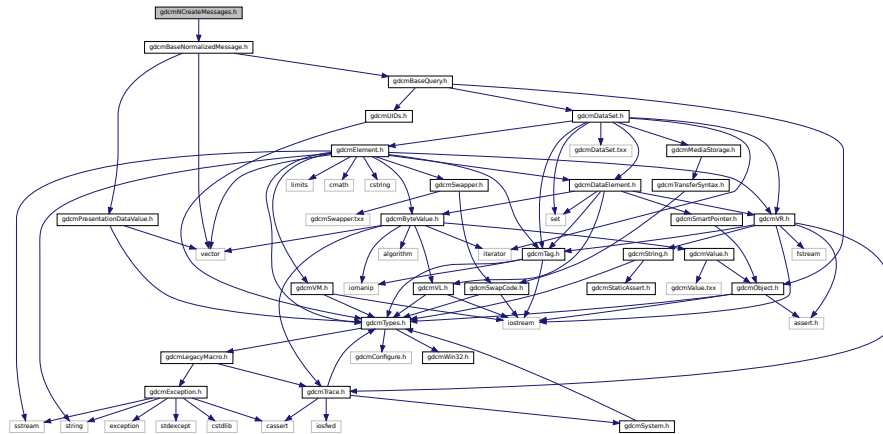 gdcmNCreateMessages.h
gdcmBaseNormalizedMessage.h
gdcmBaseQuery.h
gdcmUIDs.h
gdcmDataSet.h
gdcmElement.h
gdcmDataSet.txx
gdcmMediaStorage.h
limits
cmath
cstring
gdcmSwapper.h
gdcmDataElement.h
gdcmTransferSyntax.h
gdcmPresentationDataValue.h
gdcmSwapper.txx
gdcmByteValue.h
set
gdcmSmartPointer.h
gdcmVR.h
vector
algorithm
iterator
gdcmTag.h
gdcmString.h
gdcmValue.h
fstream
gdcmVM.h
iomanip
gdcmVL.h
gdcmSwapCode.h
gdcmStaticAssert.h
gdcmValue.txx
gdcmObject.h
gdcmTypes.h
iostream
assert.h
gdcmLegacyMacro.h
gdcmConfigure.h
gdcmWin32.h
gdcmException.h
gdcmTrace.h
sstream
string
exception
stdexcept
cstdlib
cassert
iosfwd
gdcmSystem.h